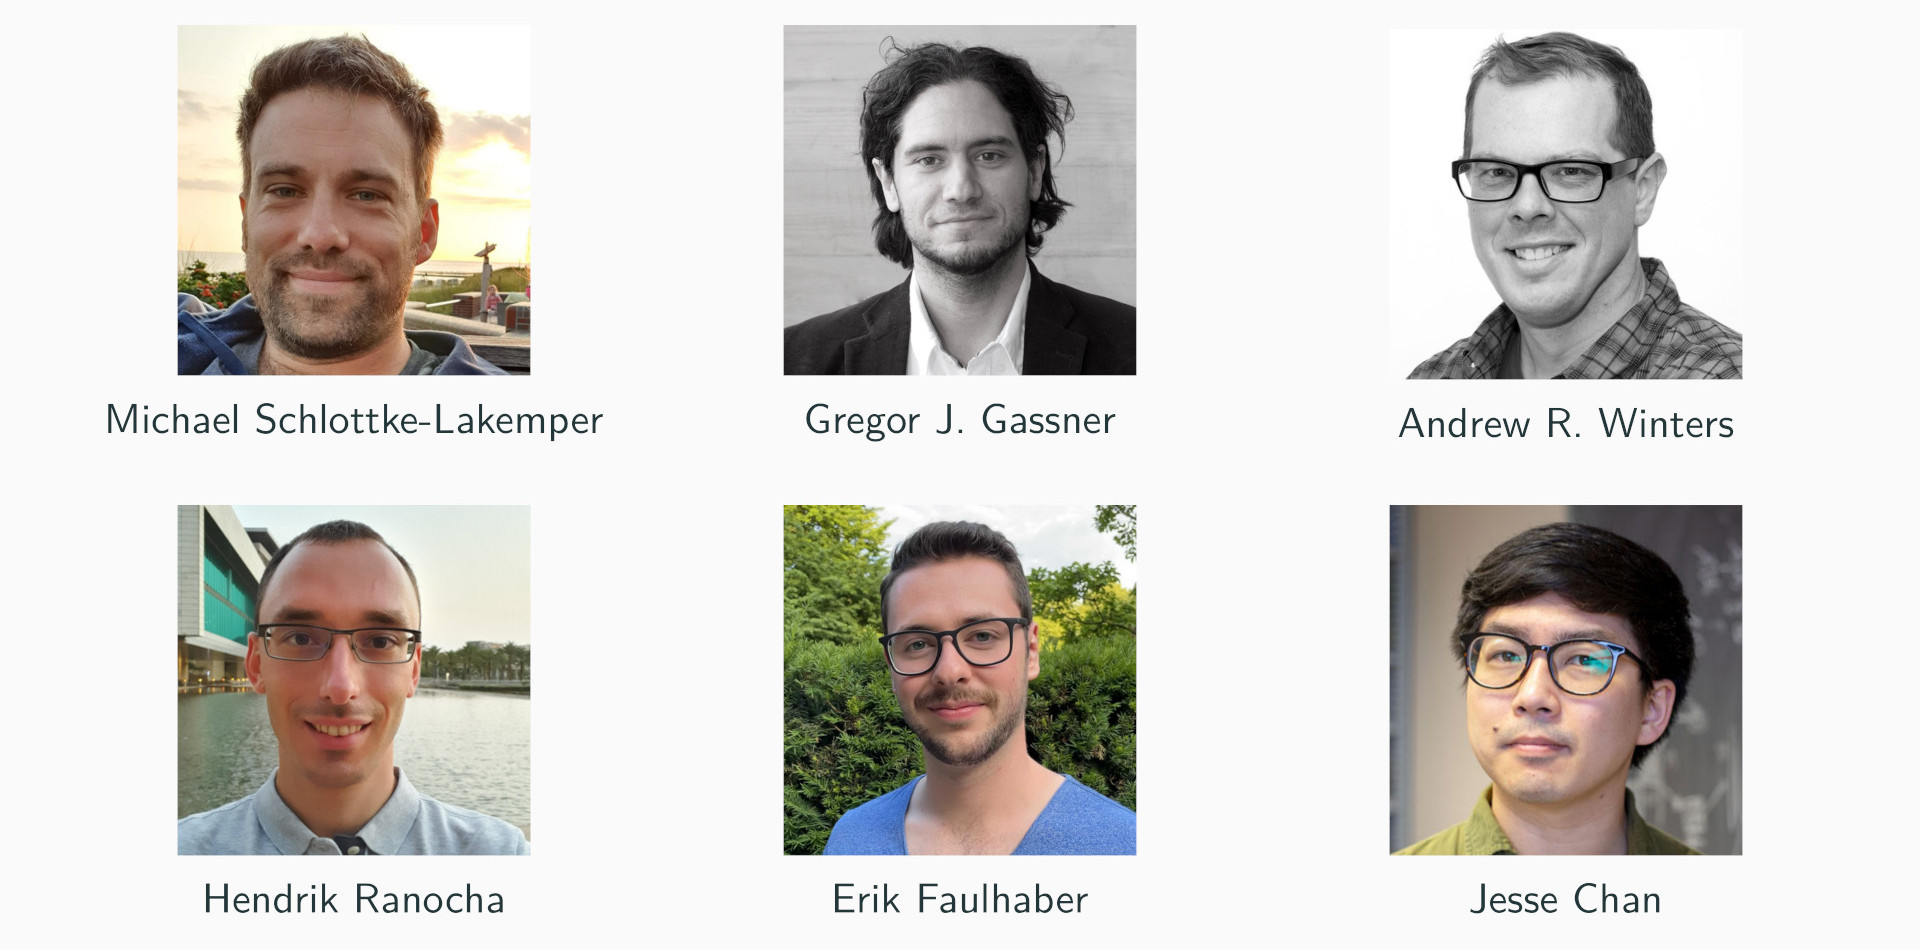 Michael Schlottke-Lakemper
Gregor J. Gassner
Andrew R. Winters
Hendrik Ranocha
Erik Faulhaber
Jesse Chan